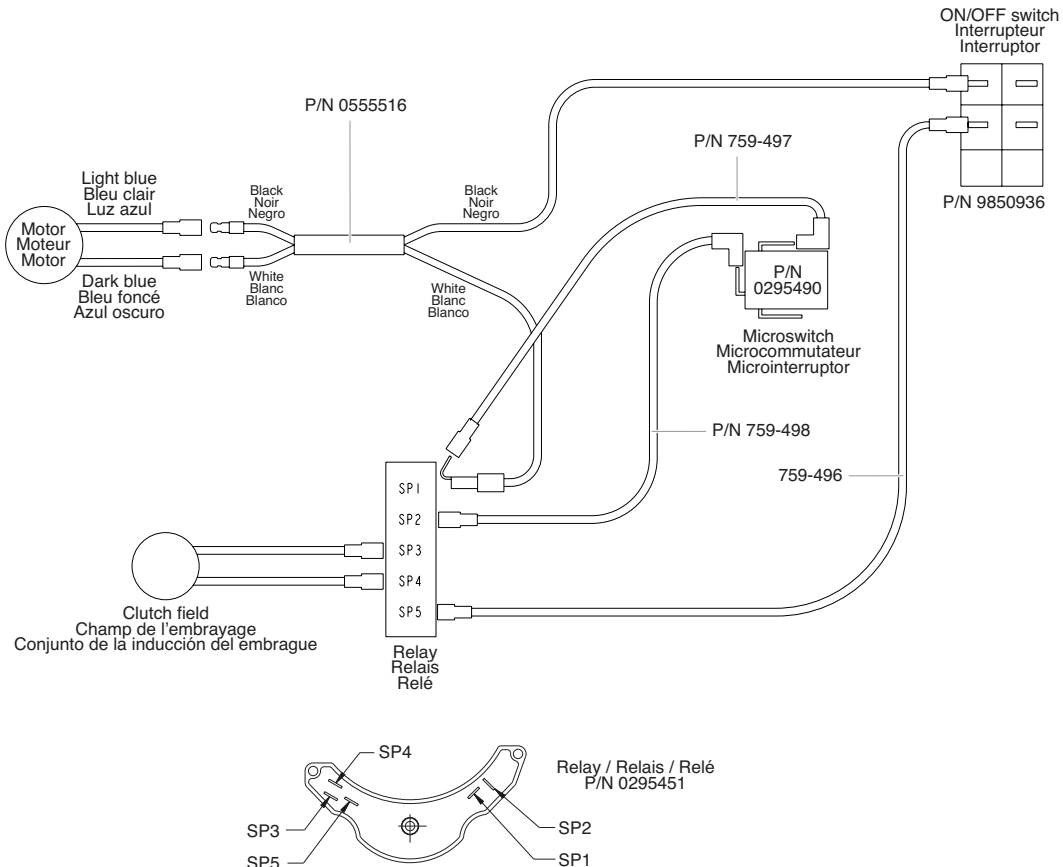 ON/OFF switch
Interrupteur
Interruptor
P/N 9850936
P/N 0555516
P/N 759-497
Light blue
Bleu clair
Luz azul
Black
Noir
Negro
Black
Noir
Negro
Motor
Moteur
Motor
Dark blue
Bleu foncé
Azul oscuro
White
Blanc
Blanco
White
Blanc
Blanco
P/N
0295490
Microswitch
Microcommutateur
Microinterruptor
P/N 759-498
759-496
SP1
SP2
SP3
SP4
SP5
Clutch field
Champ de l'embrayage
Conjunto de la inducción del embrague
Relay
Relais
Relé
SP4
Relay / Relais / Relé
P/N 0295451
SP3
SP2
SP5
SP1